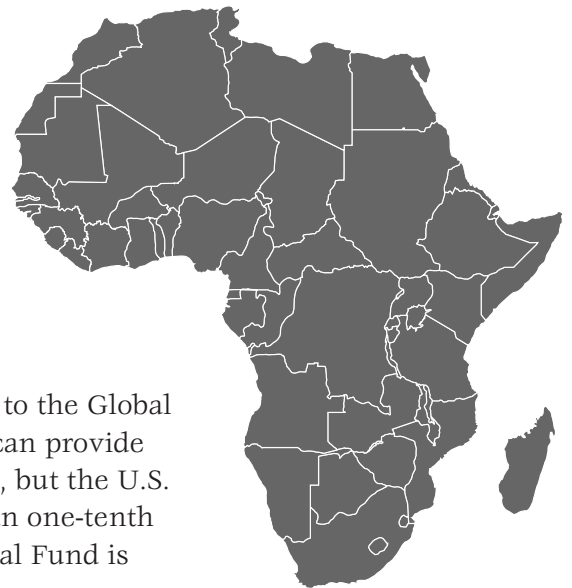 to the Global
can provide
, but the U.S.
n one-tenth
al Fund is